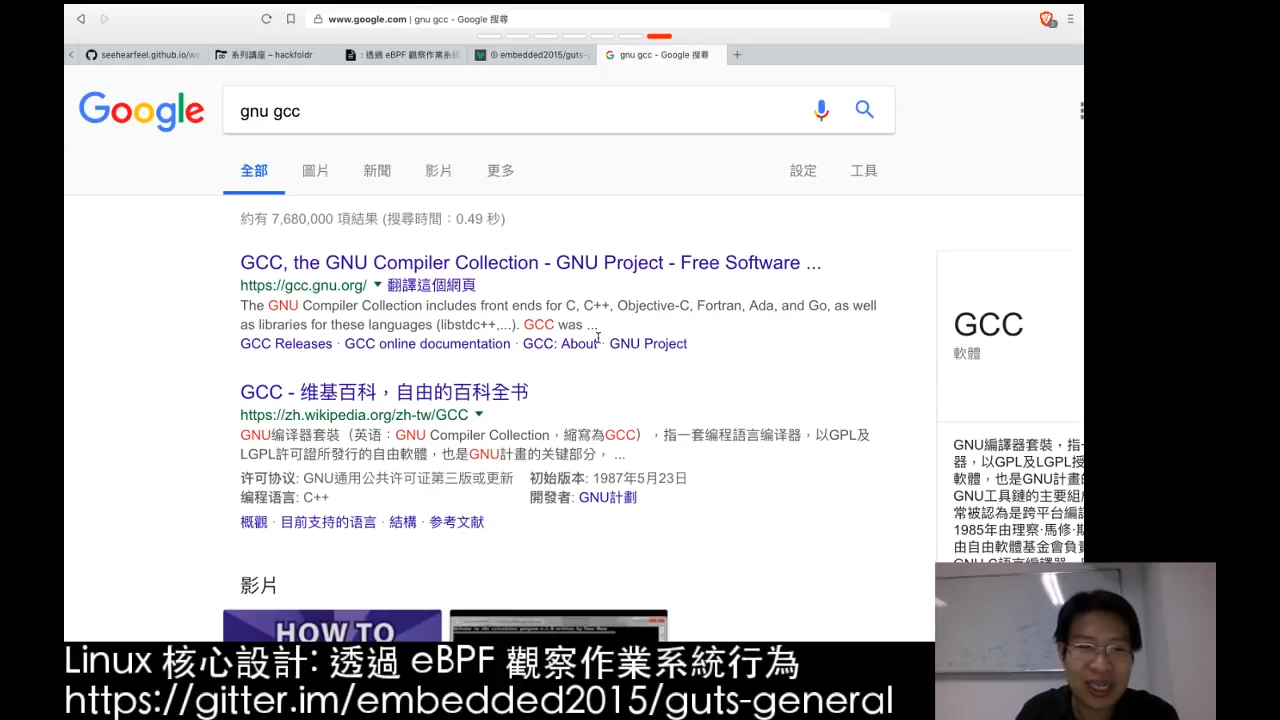 www.google.com | gnu gcc - Google 搜尋
seehearfeel.github.io/wo
系列講座 – hackfoldr
: 透過 eBPF 觀察作業系統
embedded2015/guts-
gnu gcc - Google 搜尋
Google
gnu gcc
全部 圖片 新聞 影片 更多 設定 工具
約有 7,680,000 項結果 (搜尋時間：0.49 秒)
GCC, the GNU Compiler Collection - GNU Project - Free Software ...
https://gcc.gnu.org/ 翻譯這個網頁
The GNU Compiler Collection includes front ends for C, C++, Objective-C, Fortran, Ada, and Go, as well
as libraries for these languages (libstdc++,...). GCC was ...
GCC Releases · GCC online documentation · GCC: About · GNU Project
GCC - 维基百科，自由的百科全书
https://zh.wikipedia.org/zh-tw/GCC
GNU编译器套裝（英语：GNU Compiler Collection，縮寫為GCC），指一套编程語言编译器，以GPL及
LGPL許可證所發行的自由軟體，也是GNU計畫的关键部分， ...
许可协议: GNU通用公共许可证第三版或更新 初始版本: 1987年5月23日
编程语言: C++ 開發者: GNU計劃
概觀 · 目前支持的语言 · 結構 · 参考文献
影片
HOW TO
GCC
軟體
GNU編譯器套裝，指一
器，以GPL及LGPL授
軟體，也是GNU計畫的
GNU工具鏈的主要組
常被認為是跨平台編譯
1985年由理察·馬修·斯
由自由軟體基金會負責
Linux 核心設計: 透過 eBPF 觀察作業系統行為
https://gitter.im/embedded2015/guts-general